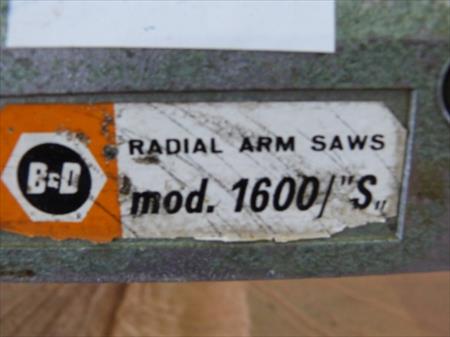 B&D
RADIAL ARM SAWS
mod. 1600/"S"